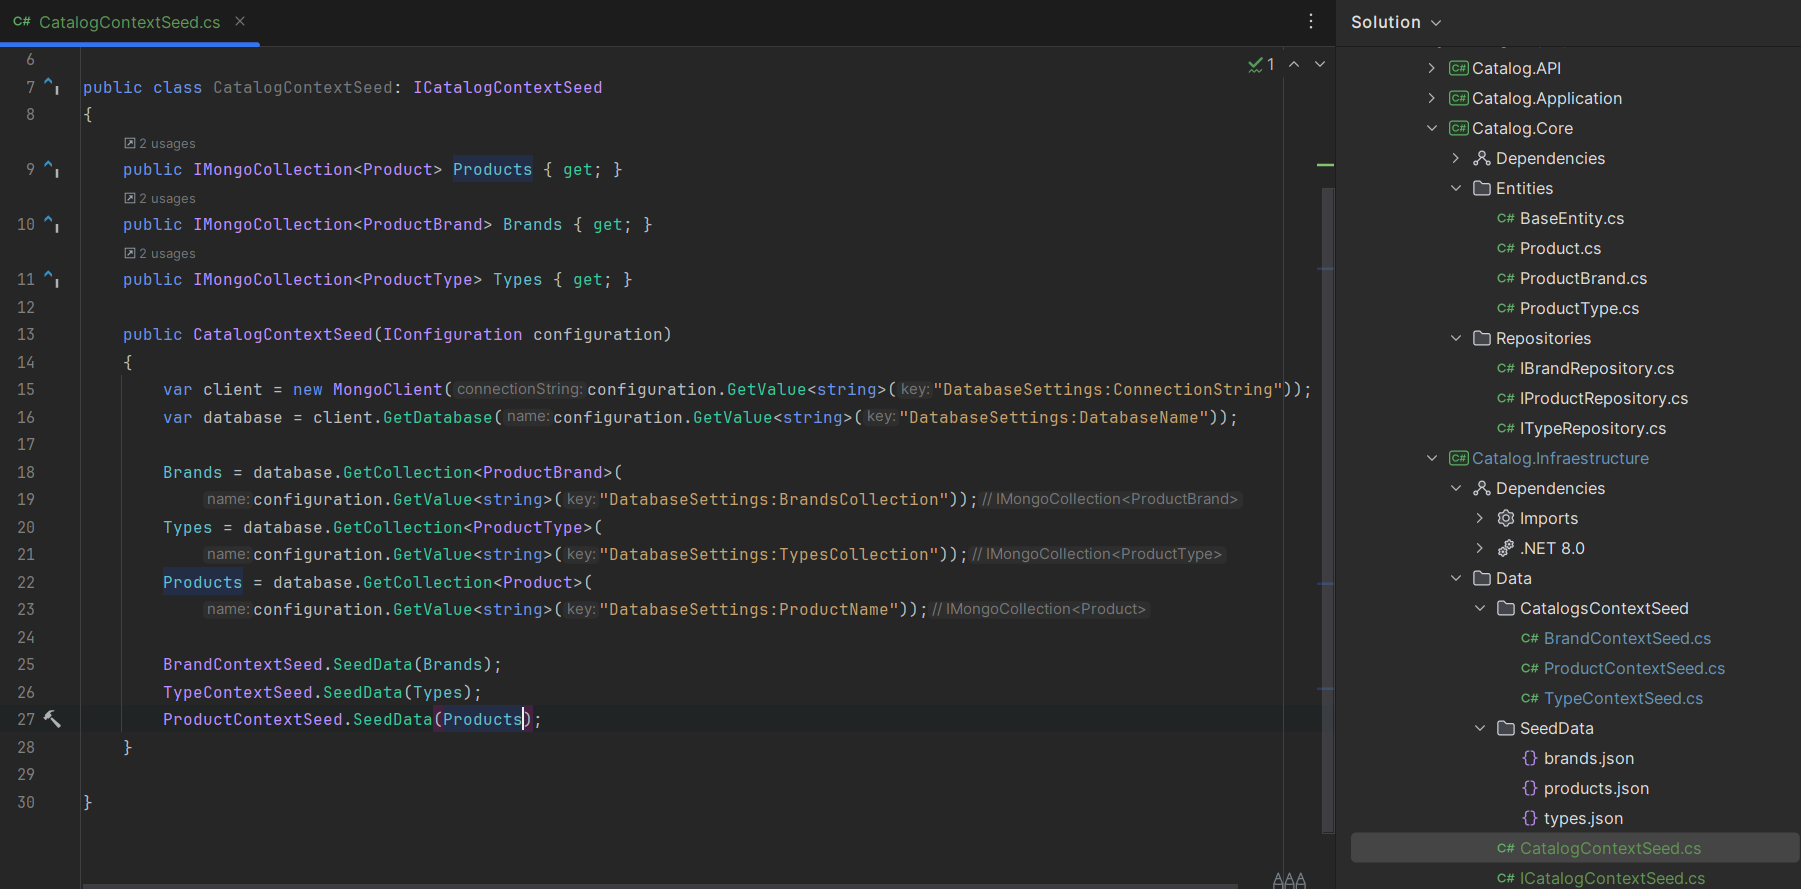 C# CatalogContextSeed.cs ×
Solution
1
6
7 public class CatalogContextSeed: ICatalogContextSeed
8 {
2 usages
9 public IMongoCollection<Product> Products { get; }
2 usages
10 public IMongoCollection<ProductBrand> Brands { get; }
2 usages
11 public IMongoCollection<ProductType> Types { get; }
12
13 public CatalogContextSeed(IConfiguration configuration)
14 {
15 var client = new MongoClient(connectionString: configuration.GetValue<string>(key: "DatabaseSettings:ConnectionString"));
16 var database = client.GetDatabase(name: configuration.GetValue<string>(key: "DatabaseSettings:DatabaseName"));
17
18 Brands = database.GetCollection<ProductBrand>(
19 name: configuration.GetValue<string>(key: "DatabaseSettings:BrandsCollection")); // IMongoCollection<ProductBrand>
20 Types = database.GetCollection<ProductType>(
21 name: configuration.GetValue<string>(key: "DatabaseSettings:TypesCollection")); // IMongoCollection<ProductType>
22 Products = database.GetCollection<Product>(
23 name: configuration.GetValue<string>(key: "DatabaseSettings:ProductName")); // IMongoCollection<Product>
24
25 BrandContextSeed.SeedData(Brands);
26 TypeContextSeed.SeedData(Types);
27 ProductContextSeed.SeedData(Products);
28 }
29
30 }
C# Catalog.API
C# Catalog.Application
C# Catalog.Core
Dependencies
Entities
C# BaseEntity.cs
C# Product.cs
C# ProductBrand.cs
C# ProductType.cs
Repositories
C# IBrandRepository.cs
C# IProductRepository.cs
C# ITypeRepository.cs
C# Catalog.Infraestructure
Dependencies
Imports
.NET 8.0
Data
CatalogsContextSeed
C# BrandContextSeed.cs
C# ProductContextSeed.cs
C# TypeContextSeed.cs
SeedData
{} brands.json
{} products.json
{} types.json
C# CatalogContextSeed.cs
C# ICatalogContextSeed.cs